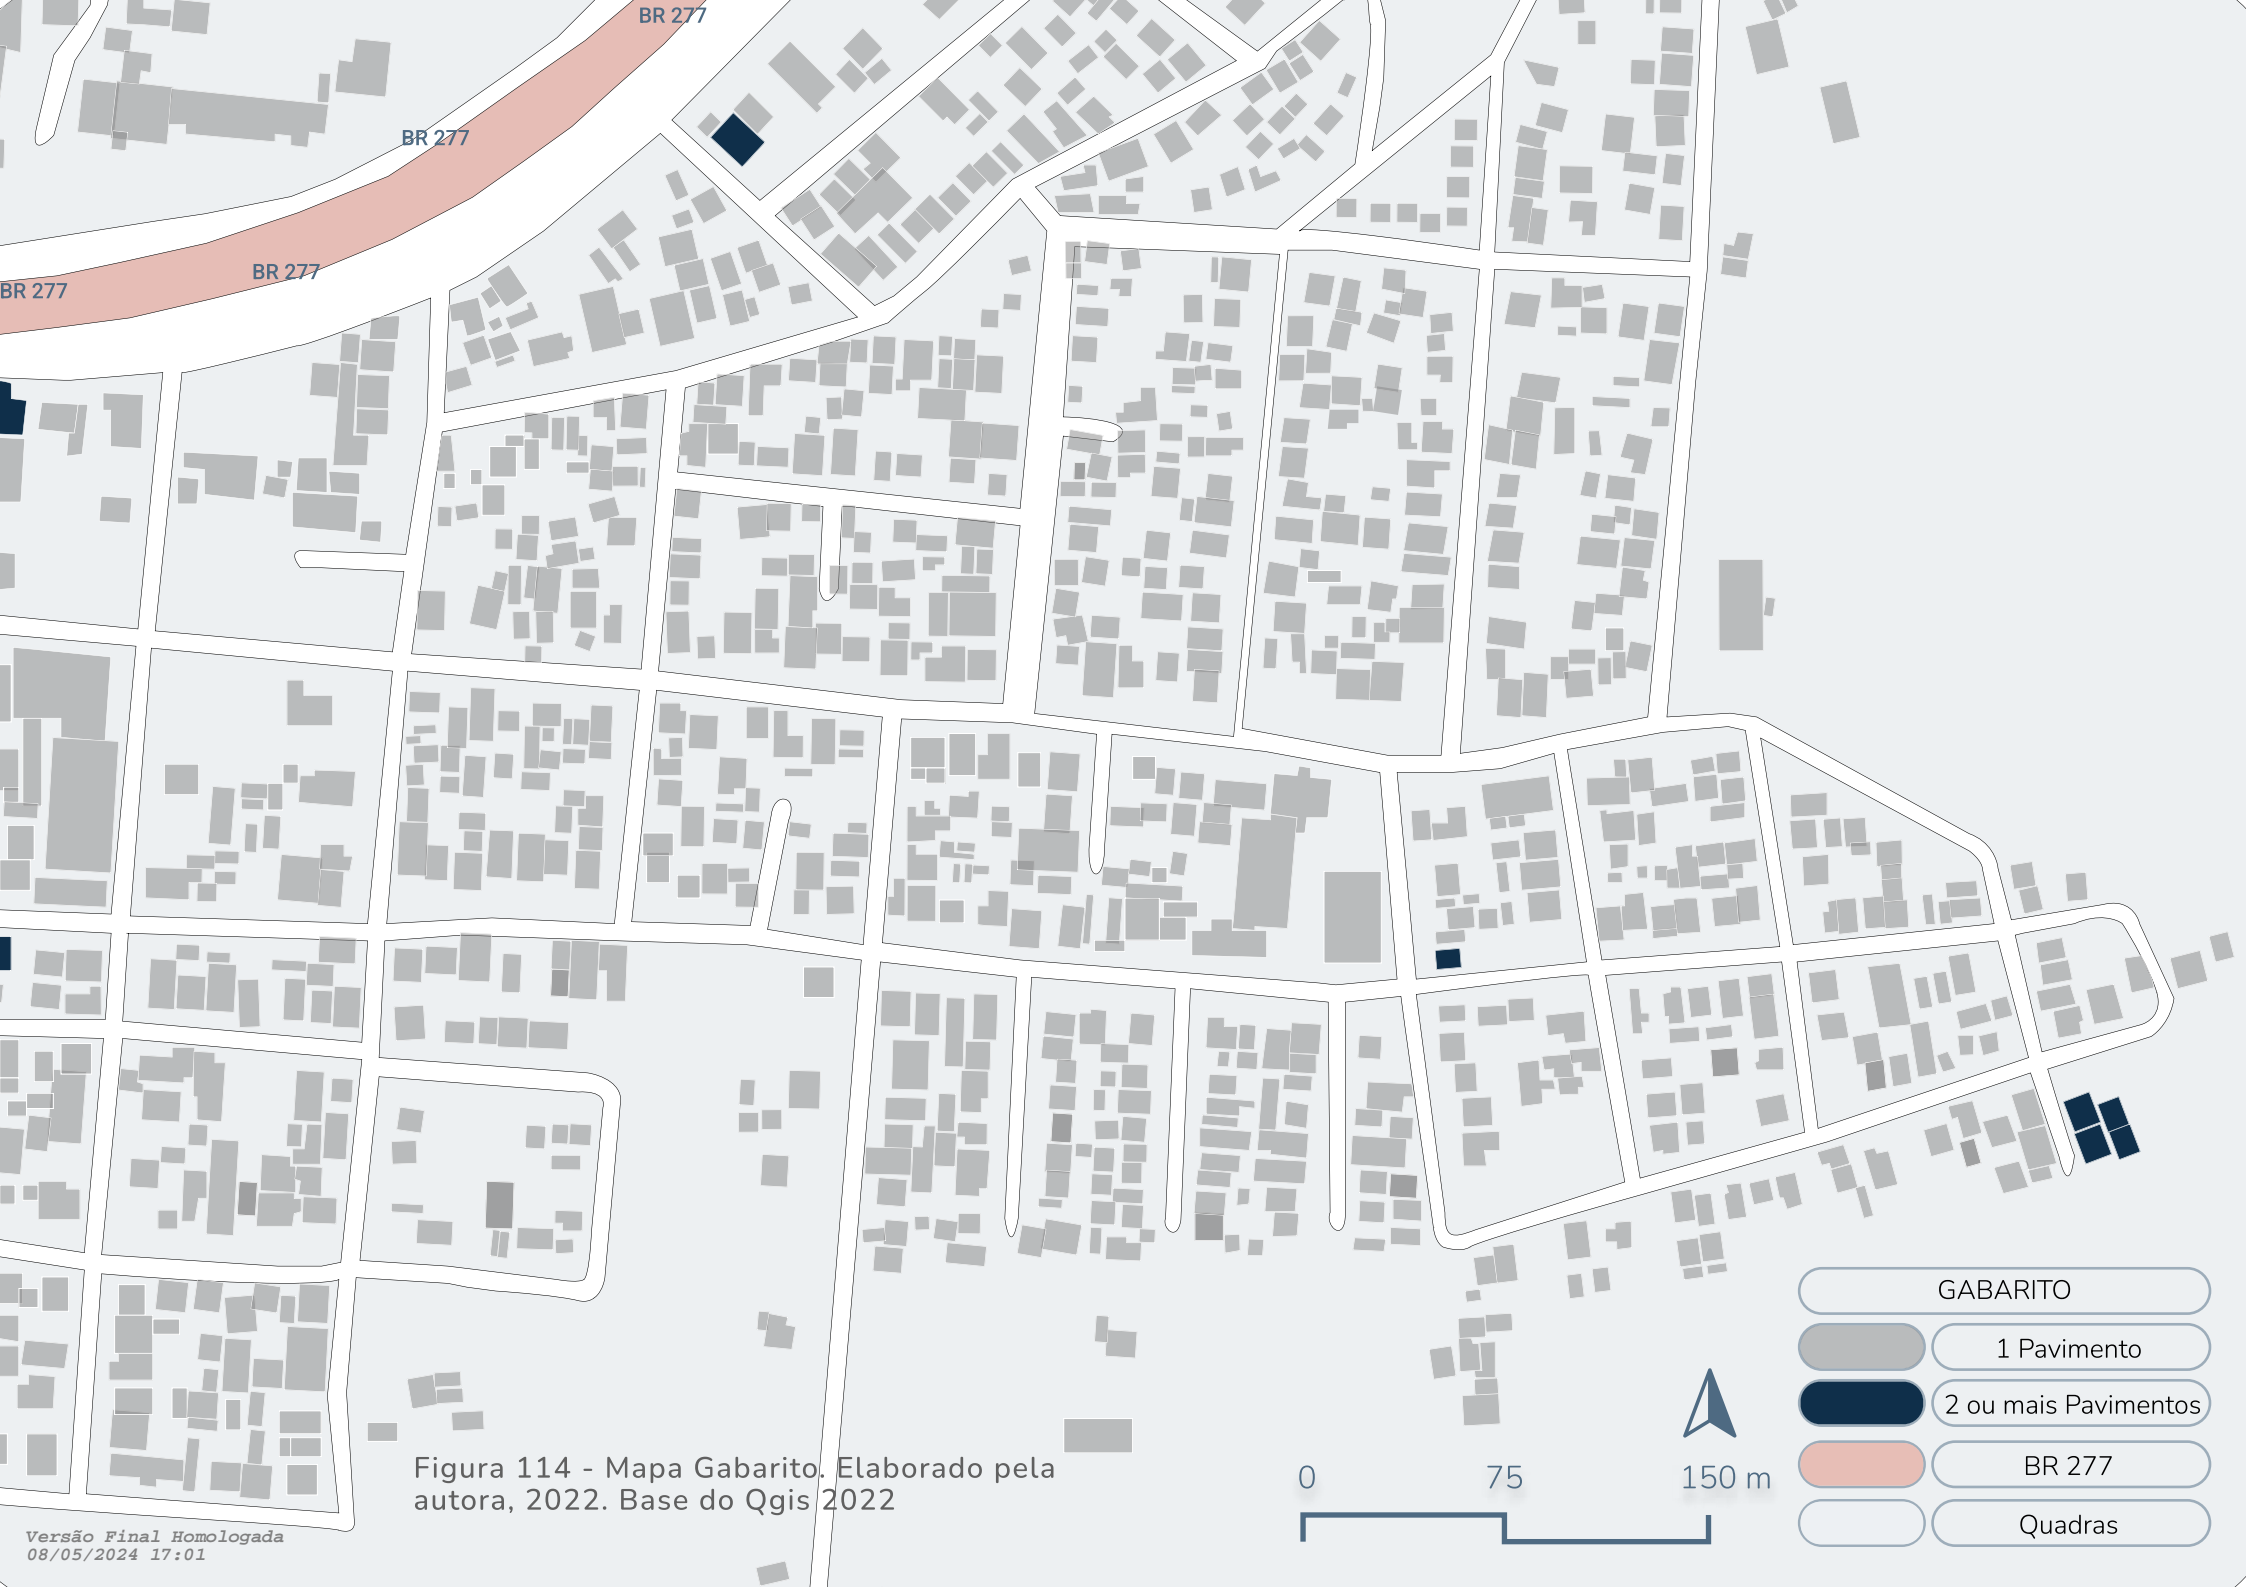 BR 277
BR 277
BR 277
BR 277
GABARITO
1 Pavimento
2 ou mais Pavimentos
BR 277
Quadras
Figura 114 - Mapa Gabarito. Elaborado pela
autora, 2022. Base do Qgis 2022
0 75 150 m
Versão Final Homologada
08/05/2024 17:01